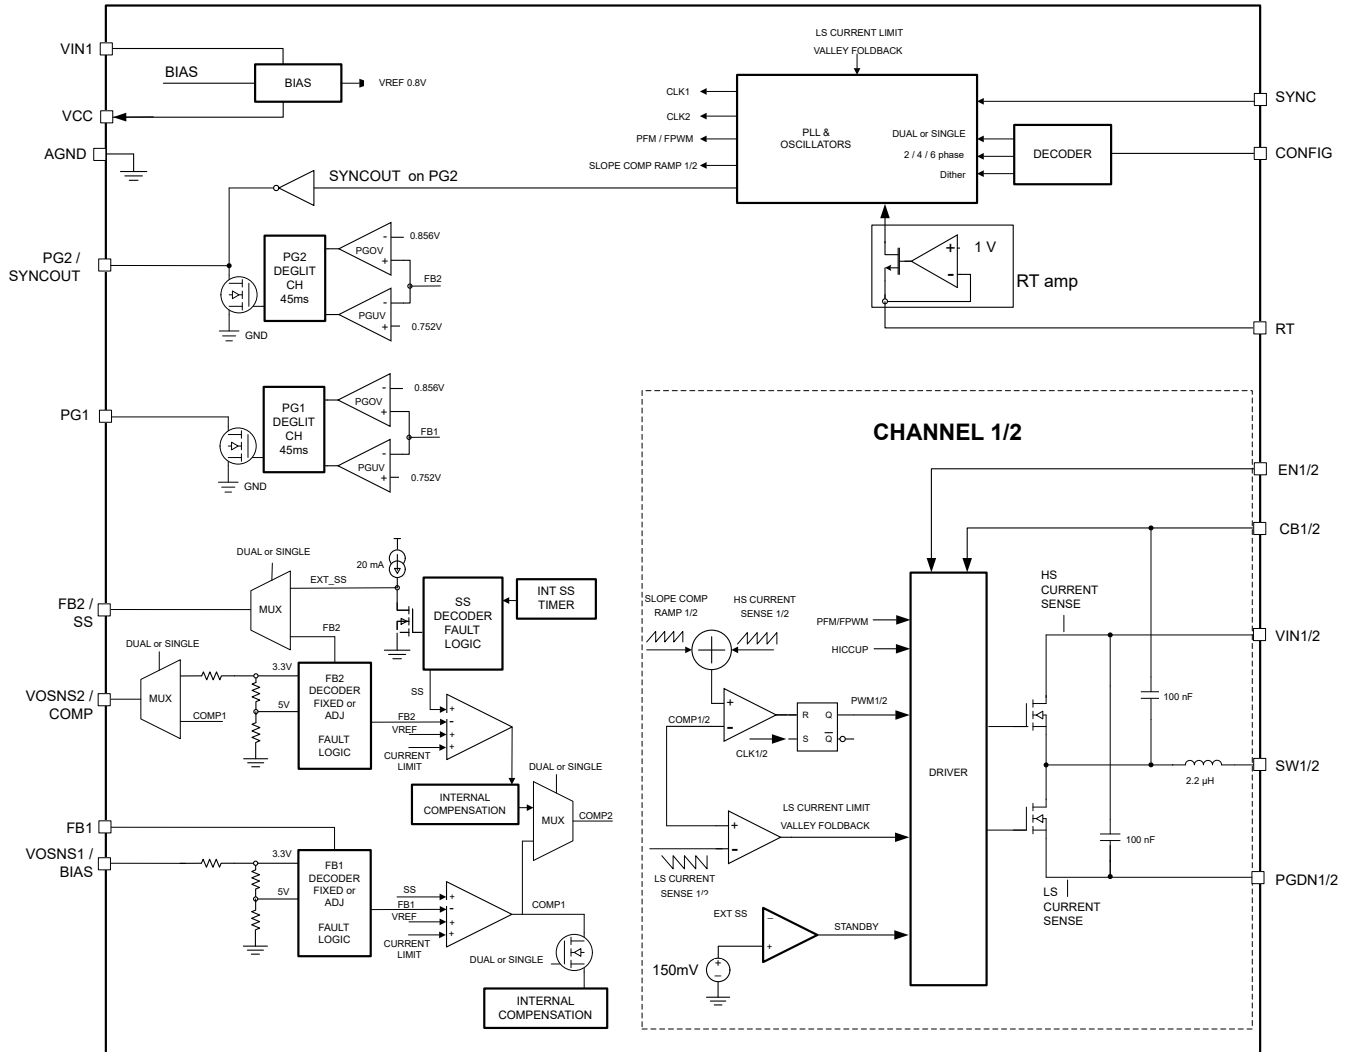 VIN1
BIAS
BIAS
VREF 0.8V
VCC
AGND
SYNCOUT on PG2
PG2 /
SYNCOUT
PG2
DEGLIT
CH
45ms
PGOV
-
+
0.856V
FB2
PGUV
-
+
0.752V
GND
PG1
PG1
DEGLIT
CH
45ms
PGOV
-
+
0.856V
FB1
PGUV
-
+
0.752V
GND
LS CURRENT LIMIT
VALLEY FOLDBACK
CLK1
CLK2
PFM / FPWM
SLOPE COMP RAMP 1/2
PLL &
OSCILLATORS
DUAL or SINGLE
2 / 4 / 6 phase
Dither
DECODER
SYNC
CONFIG
+
-
1 V
RT amp
RT
DUAL or SINGLE
20 mA
EXT_SS
MUX
FB2
FB2 /
SS
SS
DECODER
FAULT
LOGIC
INT SS
TIMER
DUAL or SINGLE
MUX
COMP1
VOSNS2 /
COMP
3.3V
5V
FB2
DECODER
FIXED or
ADJ
FAULT
LOGIC
SS
FB2
VREF
CURRENT
LIMIT
+
-
+
+
INTERNAL
COMPENSATION
DUAL or SINGLE
MUX
COMP2
FB1
VOSNS1 /
BIAS
3.3V
5V
FB1
DECODER
FIXED or
ADJ
FAULT
LOGIC
SS
FB1
VREF
CURRENT
LIMIT
+
-
+
+
COMP1
DUAL or SINGLE
INTERNAL
COMPENSATION
CHANNEL 1/2
SLOPE COMP
RAMP 1/2
HS CURRENT
SENSE 1/2
COMP1/2
+
-
R
Q
S
Q
CLK1/2
PWM1/2
PFM/FPWM
HICCUP
+
-
LS CURRENT LIMIT
VALLEY FOLDBACK
LS CURRENT
SENSE 1/2
EXT SS
-
+
STANDBY
150mV
+
-
DRIVER
HS
CURRENT
SENSE
100 nF
2.2 µH
100 nF
LS
CURRENT
SENSE
EN1/2
CB1/2
VIN1/2
SW1/2
PGDN1/2